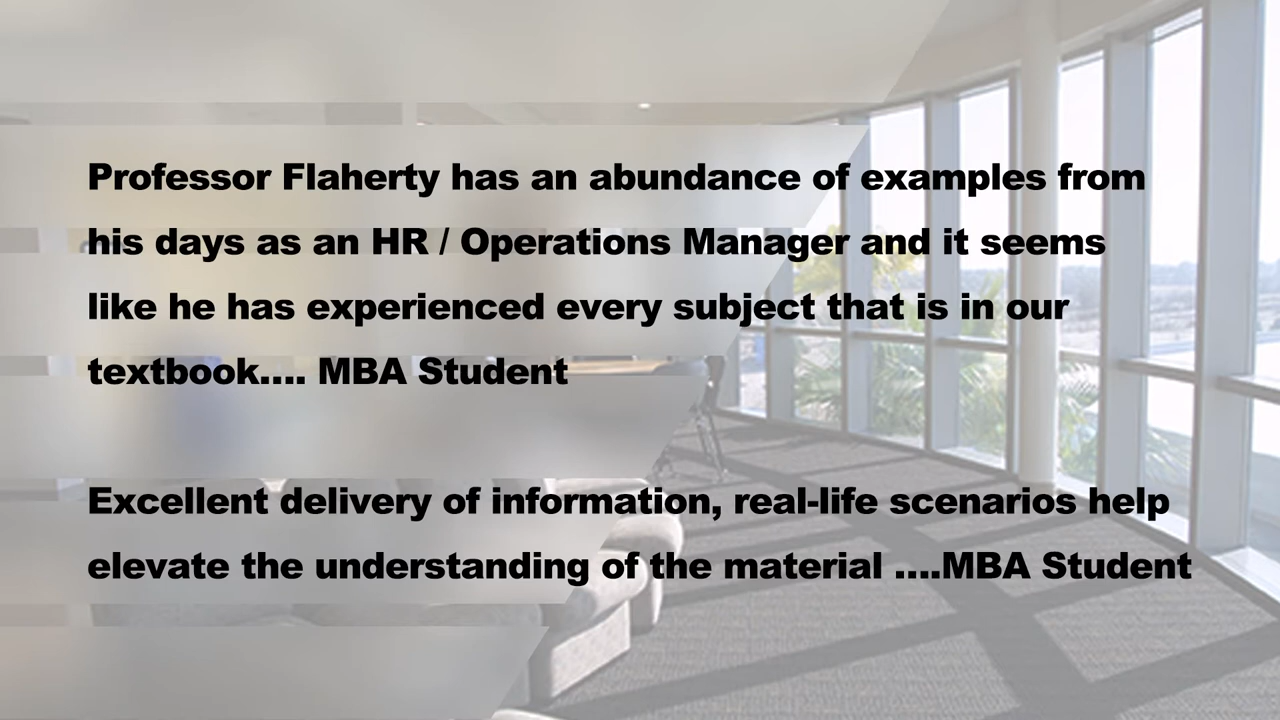 Professor Flaherty has an abundance of examples from
his days as an HR / Operations Manager and it seems
like he has experienced every subject that is in our
textbook.... MBA Student
Excellent delivery of information, real-life scenarios help
elevate the understanding of the material ....MBA Student